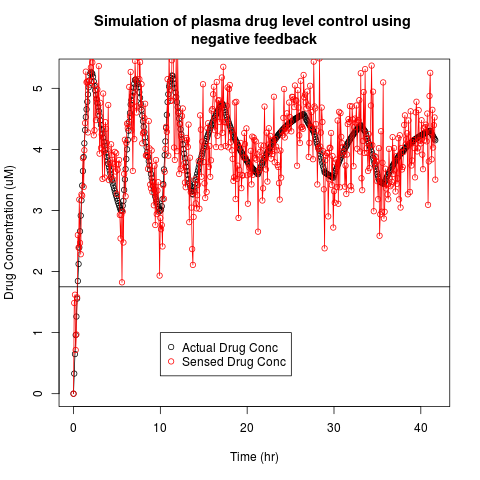 Simulation of plasma drug level control using
negative feedback
Drug Concentration (uM)
5
4
3
2
1
0
Actual Drug Conc
Sensed Drug Conc
0
10
20
30
40
Time (hr)